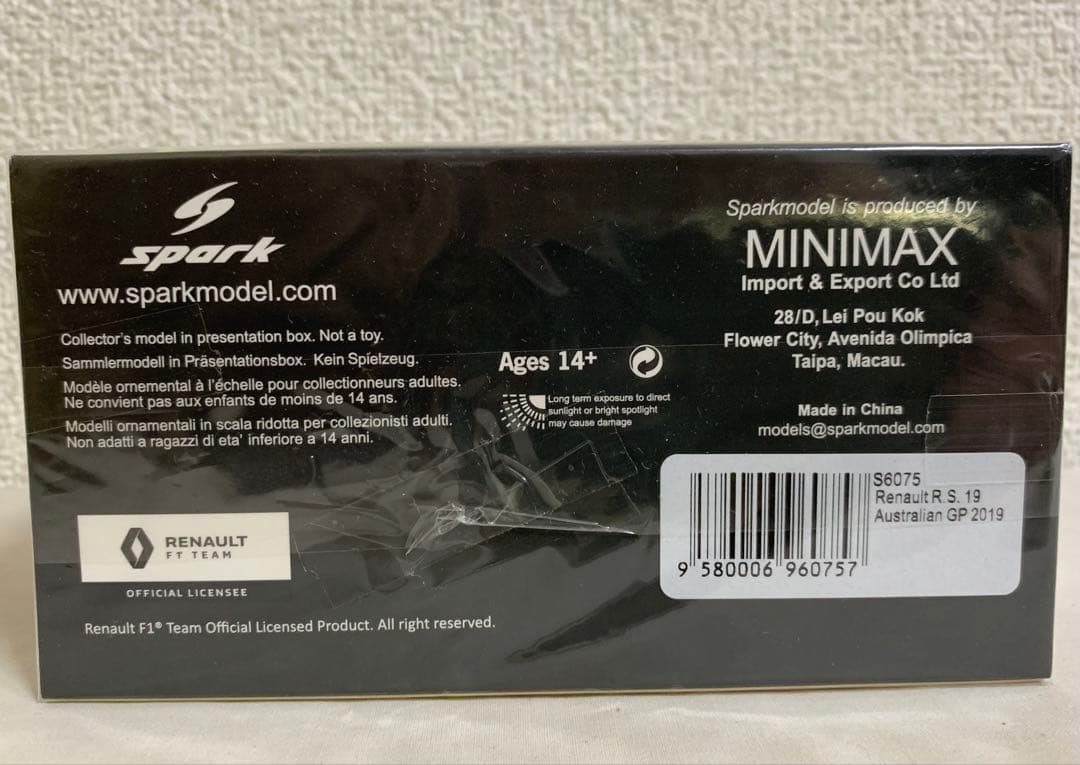 spark
www.sparkmodel.com
Collector's model in presentation box. Not a toy.
Sammlermodell in Präsentationsbox. Kein Spielzeug.
Modèle ornemental à l'échelle pour collectionneurs adultes.
Ne convient pas aux enfants de moins de 14 ans.
Modelli ornamentali in scala ridotta per collezionisti adulti.
Non adatti a ragazzi di eta' inferiore a 14 anni.
Ages 14+
Long term exposure to direct
sunlight or bright spotlight
may cause damage
Sparkmodel is produced by
MINIMAX
Import & Export Co Ltd
28/D, Lei Pou Kok
Flower City, Avenida Olimpica
Taipa, Macau.
Made in China
models@sparkmodel.com
S6075
Renault R.S. 19
Australian GP 2019
9 580006 960757
RENAULT
F1 TEAM
OFFICIAL LICENSEE
Renault F1® Team Official Licensed Product. All right reserved.